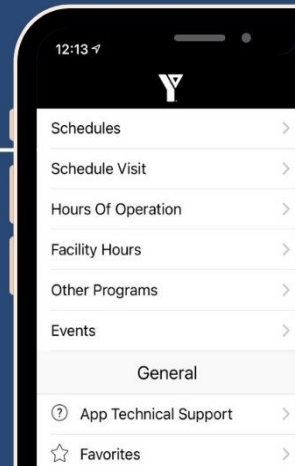 12:13
Y
Schedules
Schedule Visit
Hours Of Operation
Facility Hours
Other Programs
Events
General
App Technical Support
Favorites